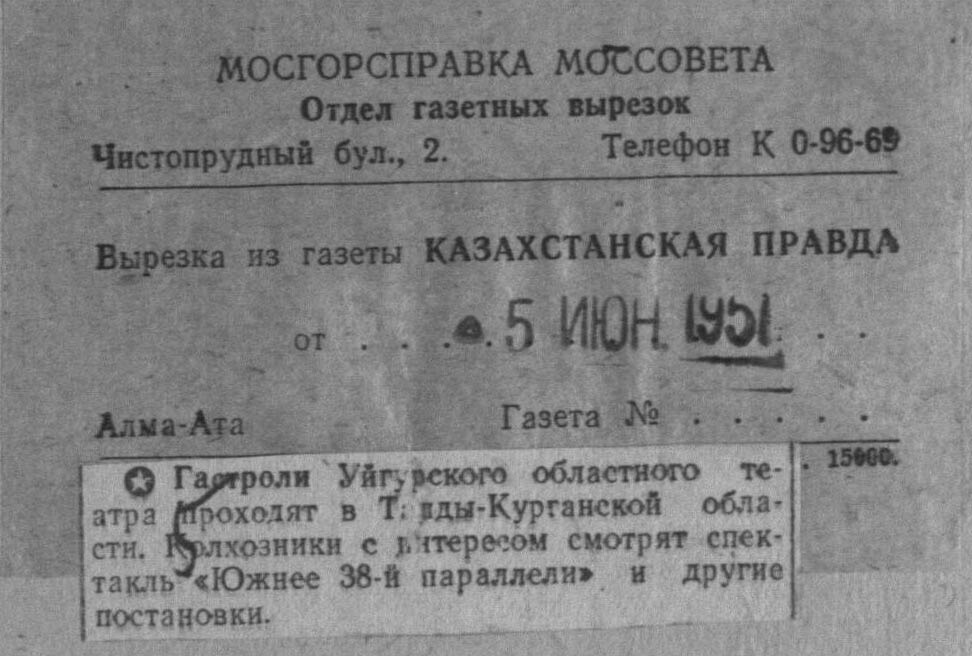 МОСГОРСПРАВКА МОССОВЕТА
Отдел газетных вырезок
Чистопрудный бул., 2. Телефон К 0-96-69
Вырезка из газеты КАЗАХСТАНСКАЯ ПРАВДА
от . . . . 5 ИЮН. 1951 . .
Алма-Ата Газета № . . . . .
. 15000.
Гастроли Уйгурского областного те-
атра проходят в Талды-Курганской обла-
сти. Колхозники с интересом смотрят спек-
такль «Южнее 38-й параллели» и другие
постановки.